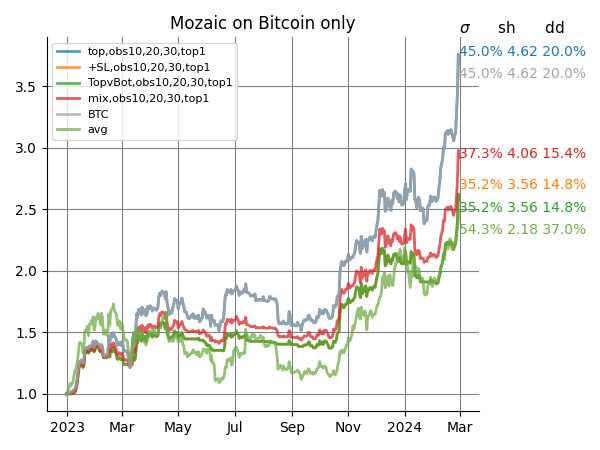 Mozaic on Bitcoin only
σ sh dd
top,obs10,20,30,top1
+SL,obs10,20,30,top1
TopvBot,obs10,20,30,top1
mix,obs10,20,30,top1
BTC
avg
45.0% 4.62 20.0%
45.0% 4.62 20.0%
37.3% 4.06 15.4%
35.2% 3.56 14.8%
35.2% 3.56 14.8%
54.3% 2.18 37.0%
3.5
3.0
2.5
2.0
1.5
1.0
2023 Mar May Jul Sep Nov 2024 Mar